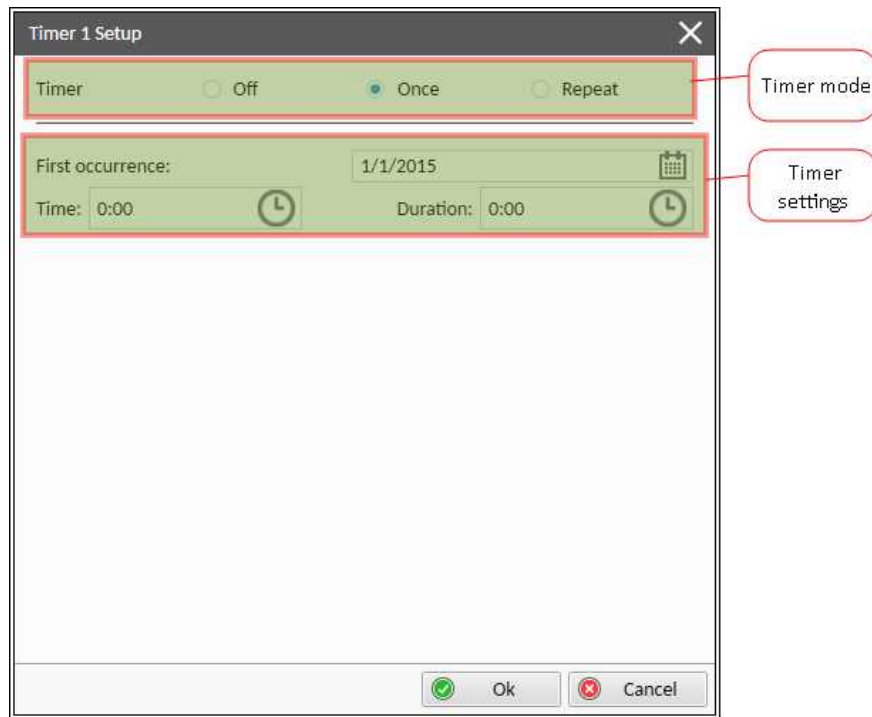 Timer 1 Setup
Timer Off Once Repeat
Timer mode
First occurrence: 1/1/2015
Time: 0:00 Duration: 0:00
Timer
settings
Ok Cancel